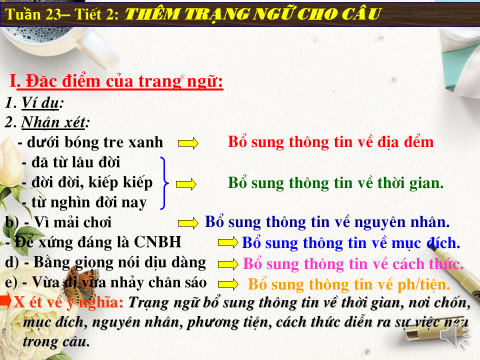 Tuần 23– Tiết 2: THÊM TRẠNG NGỮ CHO CÂU
I. Đặc điểm của trạng ngữ:
1. Ví dụ:
2. Nhận xét:
- dưới bóng tre xanh Bổ sung thông tin về địa đểm
- đã từ lâu đời
- đời đời, kiếp kiếp Bổ sung thông tin về thời gian.
- từ nghìn đời nay
b) - Vì mải chơi Bổ sung thông tin về nguyên nhân.
- Để xứng đáng là CNBH Bổ sung thông tin về mục đích.
d) - Bằng giọng nói dịu dàng Bổ sung thông tin về cách thức.
e) - Vừa đi vừa nhảy chân sáo Bổ sung thông tin về ph/tiện.
X ét về ý nghĩa: Trạng ngữ bổ sung thông tin về thời gian, nơi chốn,
mục đích, nguyên nhân, phương tiện, cách thức diễn ra sự việc nêu
trong câu.